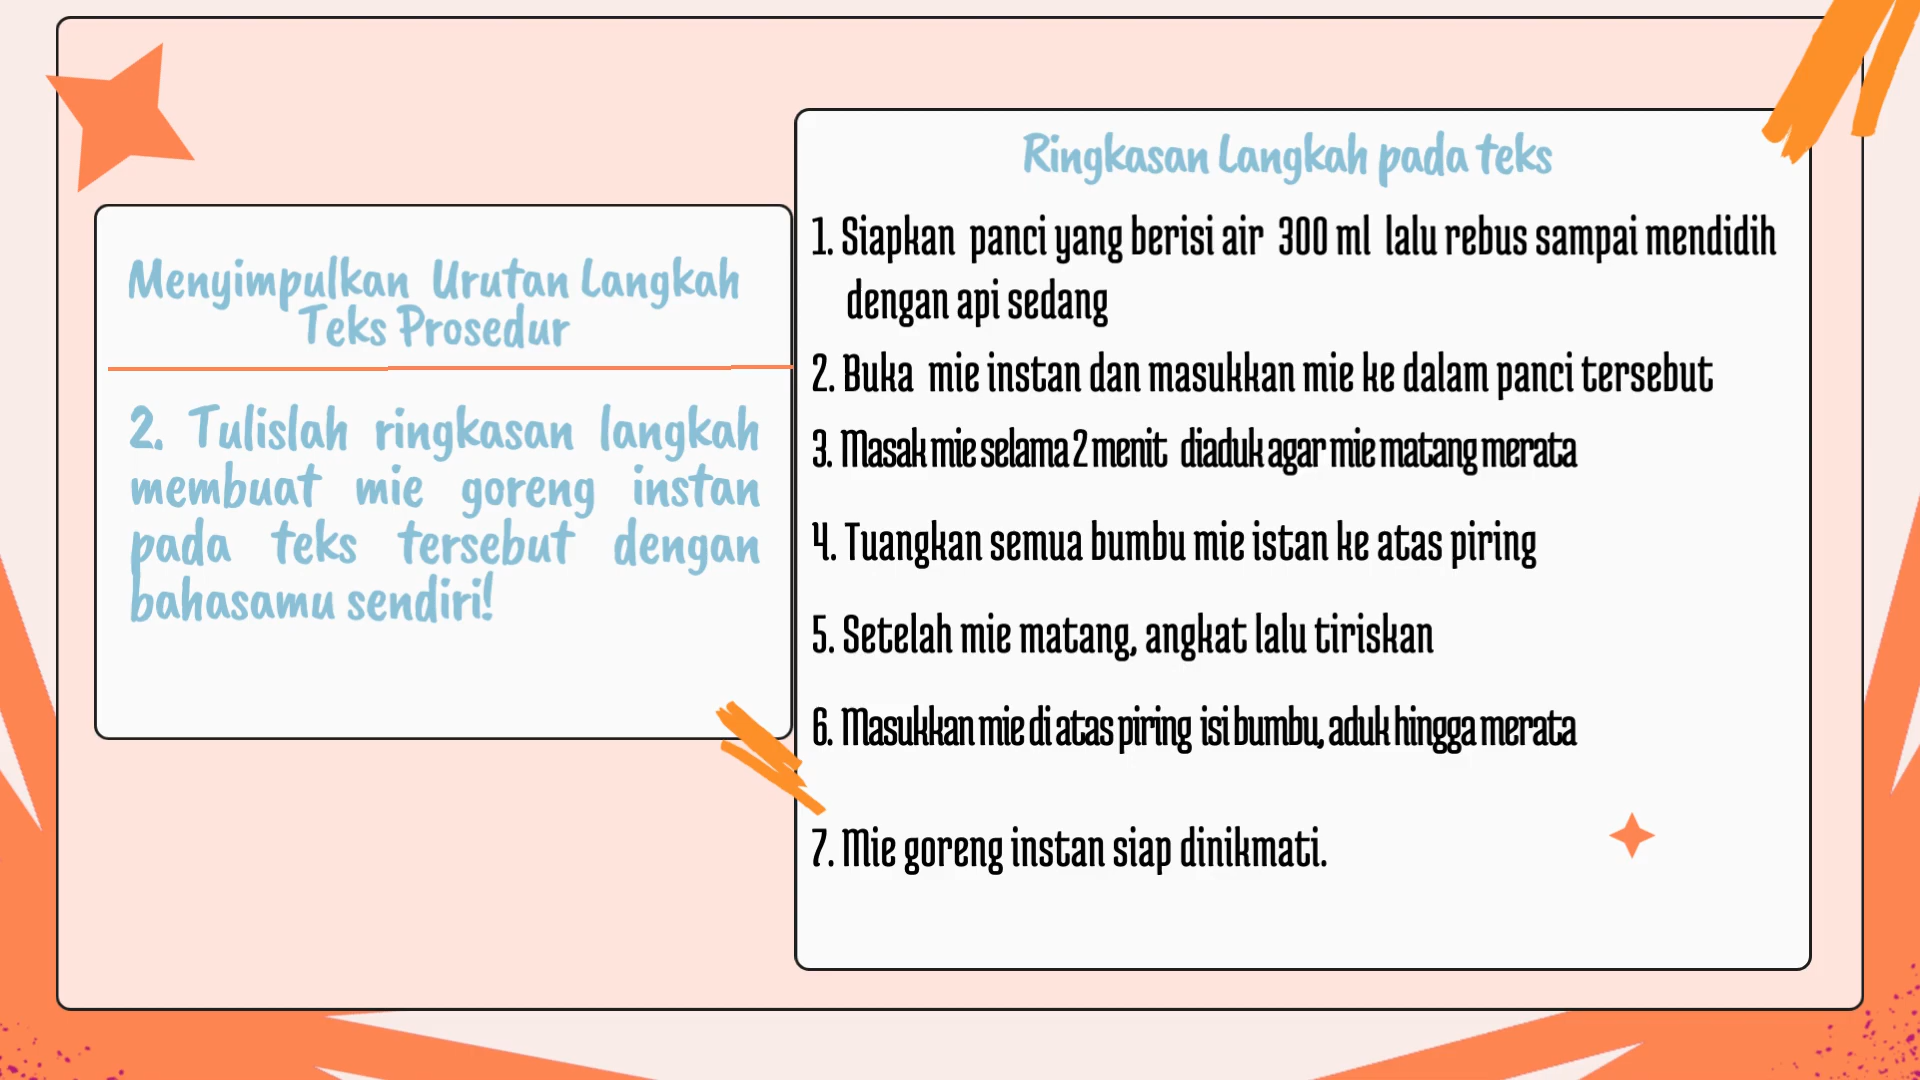 Menyimpulkan Urutan Langkah
Teks Prosedur
2. Tulislah ringkasan langkah
membuat mie goreng instan
pada teks tersebut dengan
bahasamu sendiri!
Ringkasan Langkah pada teks
1. Siapkan panci yang berisi air 300 ml lalu rebus sampai mendidih
dengan api sedang
2. Buka mie instan dan masukkan mie ke dalam panci tersebut
3. Masak mie selama 2 menit diaduk agar mie matang merata
4. Tuangkan semua bumbu mie istan ke atas piring
5. Setelah mie matang, angkat lalu tiriskan
6. Masukkan mie di atas piring isi bumbu, aduk hingga merata
7. Mie goreng instan siap dinikmati.